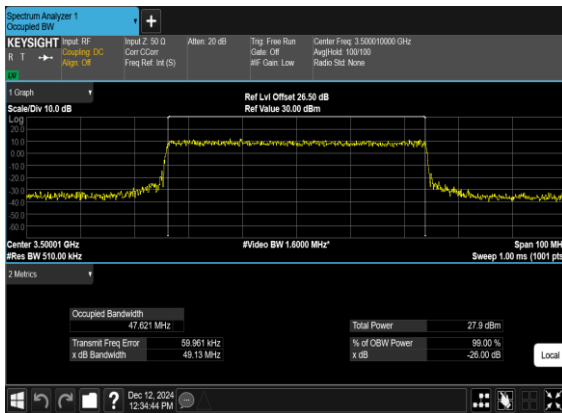 Spectrum Analyzer 1
Occupied BW
KEYSIGHT Input: RF Input Z: 50 Ω Atten: 20 dB Trig: Free Run Center Freq: 3.500010000 GHz
R T Coupling: DC Corr CCorr Gate: Off Avg|Hold: 100/100
Align: Off Freq Ref: Int (S) #IF Gain: Low Radio Std: None
LXI
1 Graph
Ref Lvl Offset 26.50 dB
Scale/Div 10.0 dB Ref Value 30.00 dBm
Log
20.0
10.0
0.00
-10.0
-20.0
-30.0
-40.0
-50.0
-60.0
Center 3.50001 GHz #Video BW 1.6000 MHz* Span 100 MH
#Res BW 510.00 kHz Sweep 1.00 ms (1001 pts
2 Metrics
Occupied Bandwidth
47.621 MHz Total Power 27.9 dBm
Transmit Freq Error 59.961 kHz % of OBW Power 99.00 %
x dB Bandwidth 49.13 MHz x dB -26.00 dB
Local
? Dec 12, 2024
12:34:44 PM